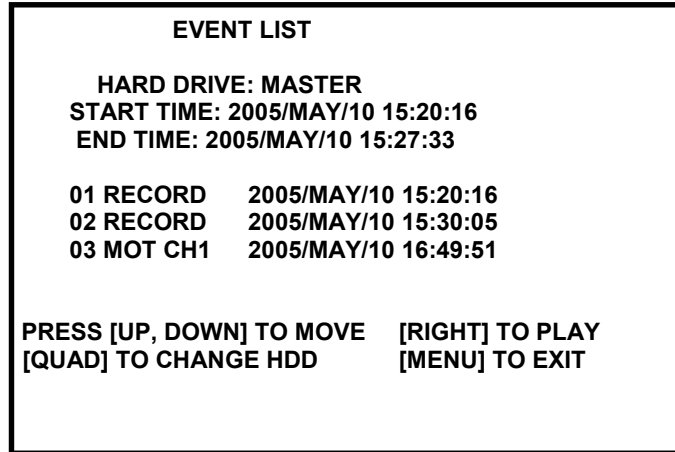 EVENT LIST
HARD DRIVE: MASTER
START TIME: 2005/MAY/10 15:20:16
END TIME: 2005/MAY/10 15:27:33
01 RECORD 2005/MAY/10 15:20:16
02 RECORD 2005/MAY/10 15:30:05
03 MOT CH1 2005/MAY/10 16:49:51
PRESS [UP, DOWN] TO MOVE [RIGHT] TO PLAY
[QUAD] TO CHANGE HDD [MENU] TO EXIT